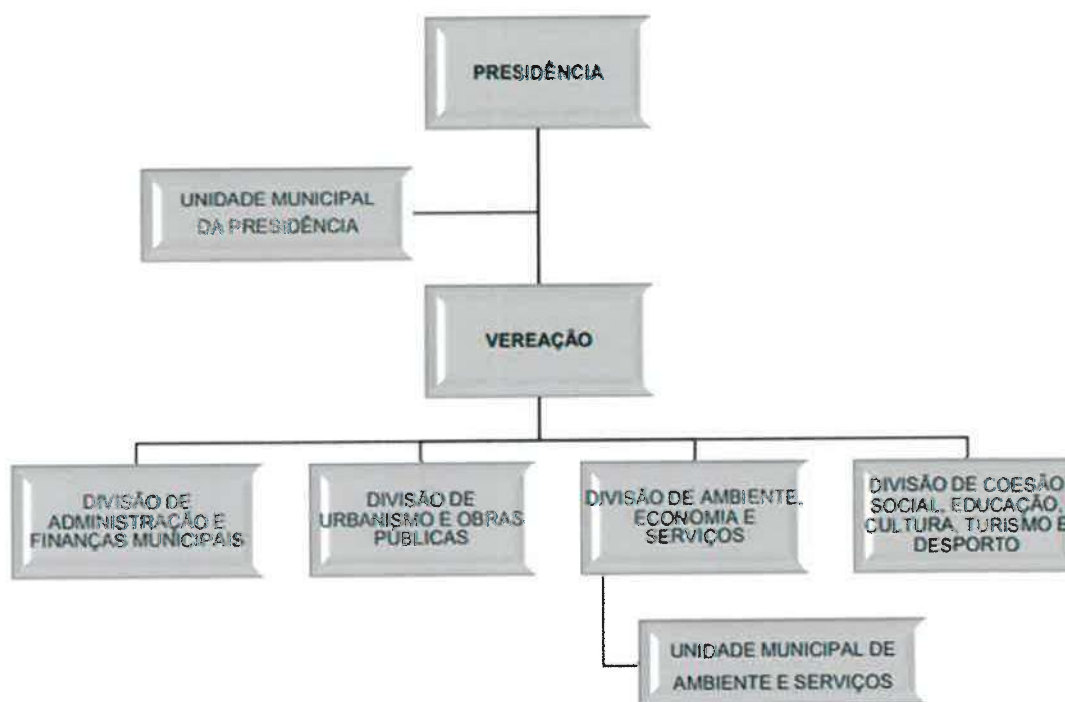 PRESIDÊNCIA
UNIDADE MUNICIPAL
DA PRESIDÊNCIA
VEREAÇÃO
DIVISÃO DE
ADMINISTRAÇÃO E
FINANÇAS MUNICIPAIS
DIVISÃO DE
URBANISMO E OBRAS
PÚBLICAS
DIVISÃO DE AMBIENTE,
ECONOMIA E
SERVIÇOS
DIVISÃO DE COESÃO
SOCIAL, EDUCAÇÃO,
CULTURA, TURISMO E
DESPORTO
UNIDADE MUNICIPAL DE
AMBIENTE E SERVIÇOS